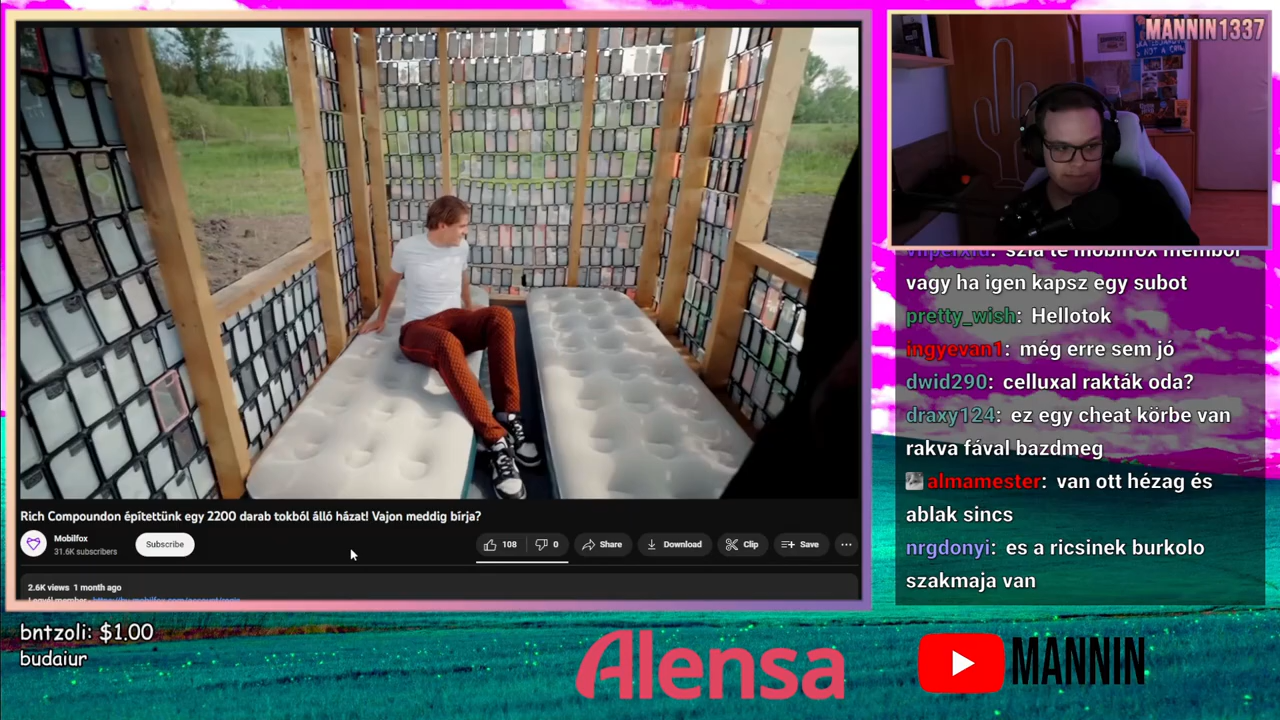 MANNIN1337
szia te mobilfox membör
vagy ha igen kapsz egy subot
pretty_wish: Hellotok
ingyevan1: még erre sem jó
dwid290: celluxal rakták oda?
draxy124: ez egy cheat körbe van
rakva fával bazdmeg
almamester: van ott hézag és
ablak sincs
nrgdonyi: es a ricsinek burkolo
szakmaja van
Rich Compoundon építettünk egy 2200 darab tokból álló házat! Vajon meddig bírja?
Mobilfox
31.6K subscribers
Subscribe
108
0
Share
Download
Clip
Save
2.6K views 1 month ago
bntzoli: $1.00
budaiur
Alensa
MANNIN